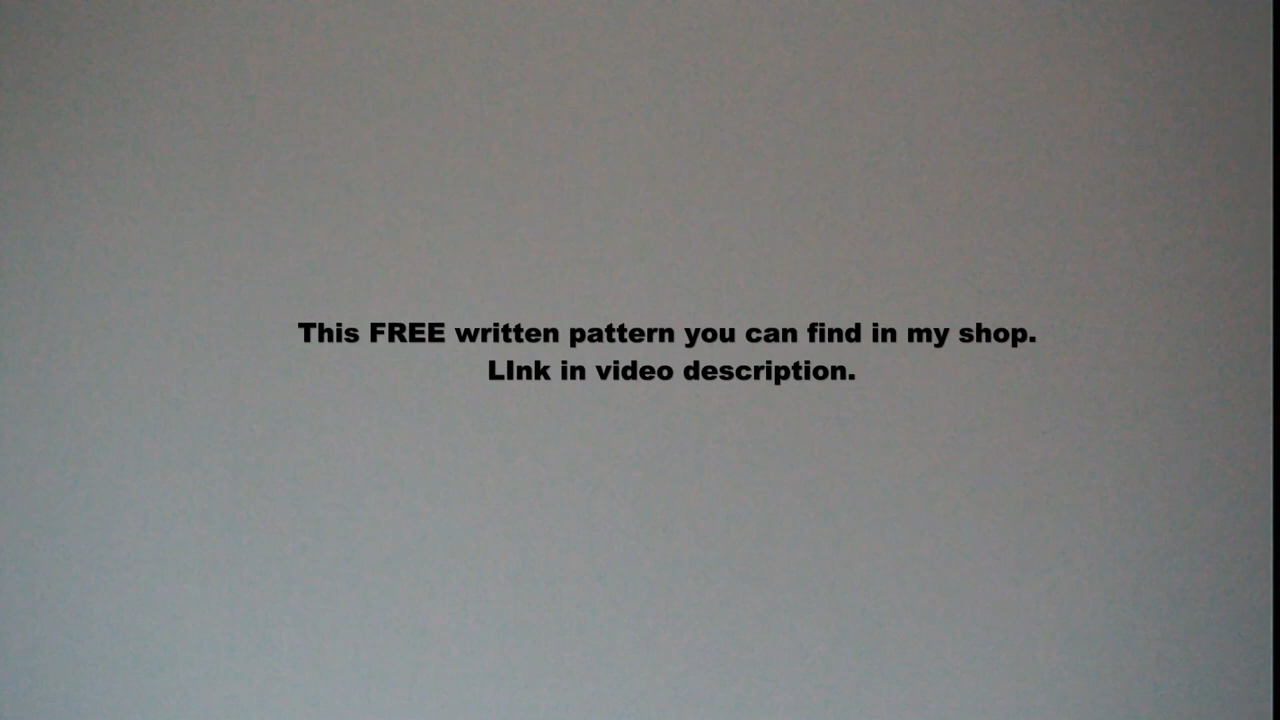 This FREE written pattern you can find in my shop.
LInk in video description.